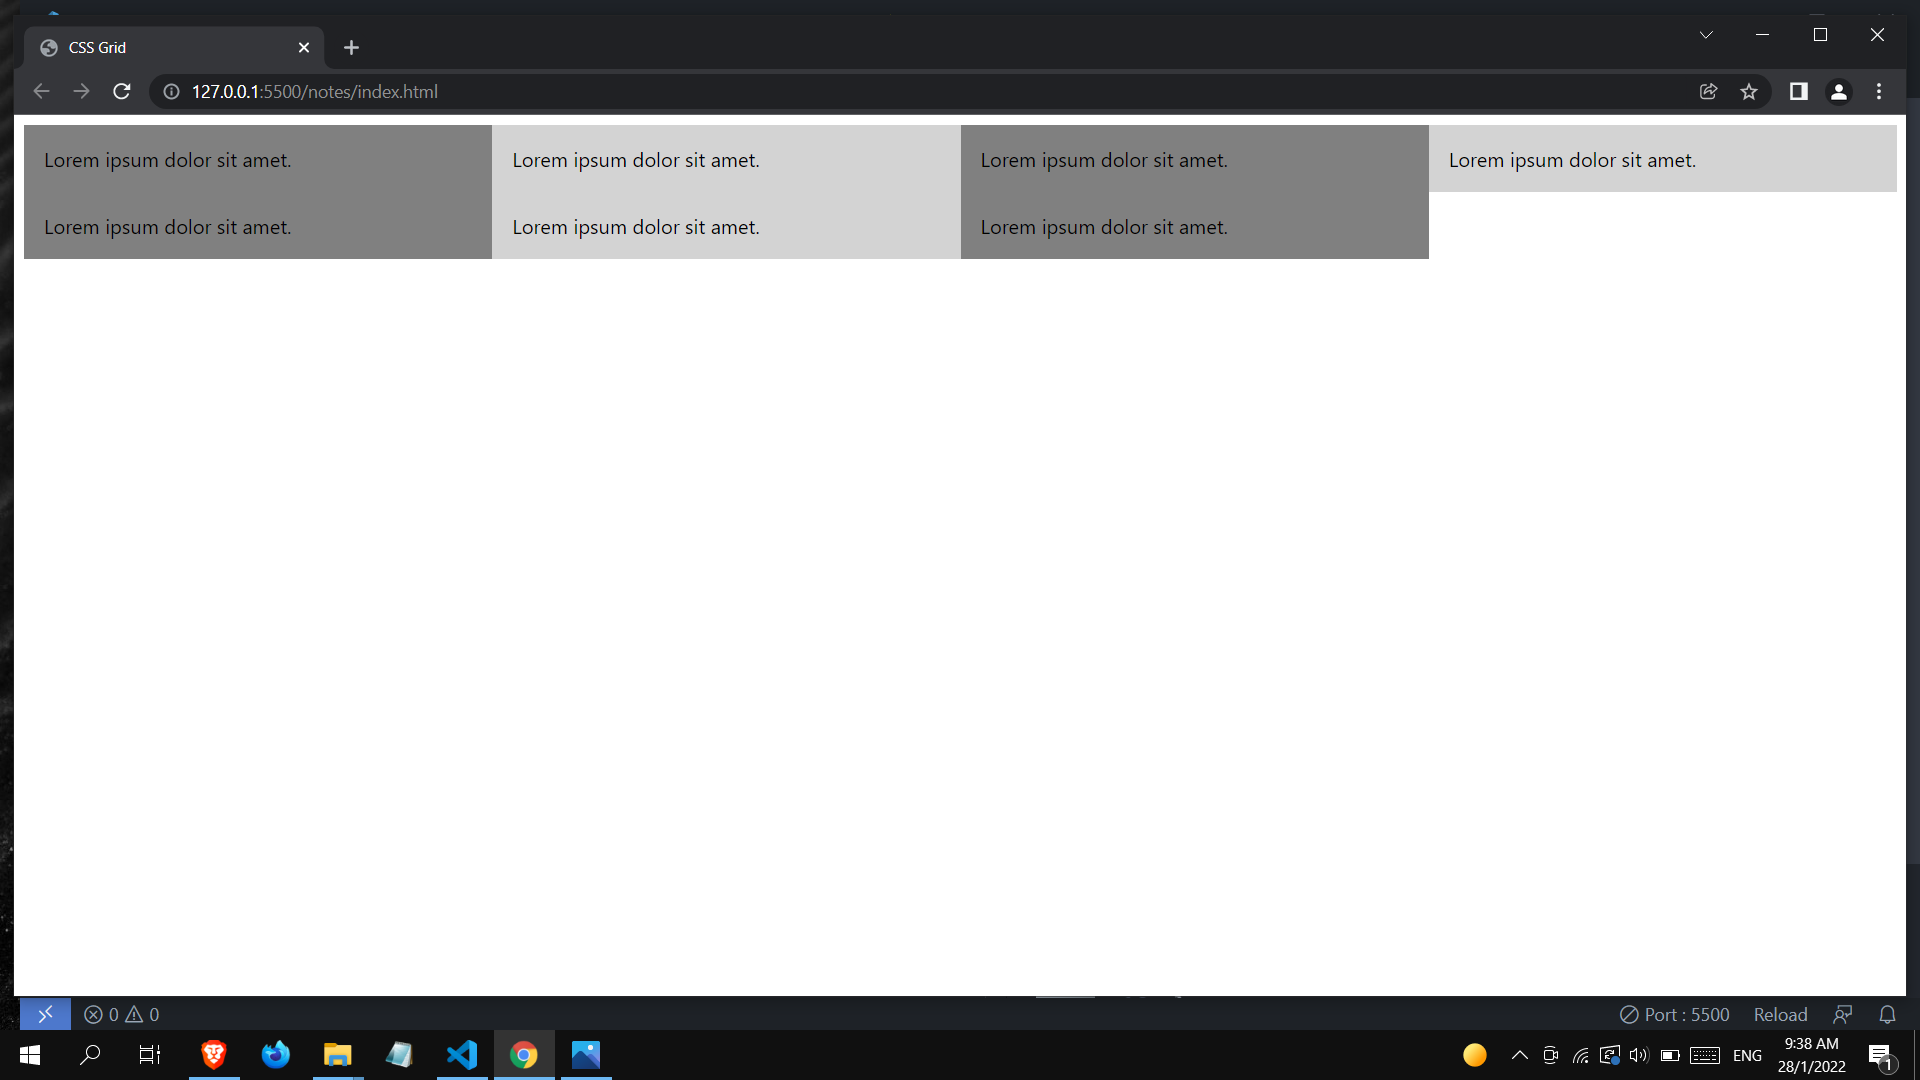 CSS Grid
127.0.0.1:5500/notes/index.html
Lorem ipsum dolor sit amet. Lorem ipsum dolor sit amet. Lorem ipsum dolor sit amet. Lorem ipsum dolor sit amet.
Lorem ipsum dolor sit amet. Lorem ipsum dolor sit amet. Lorem ipsum dolor sit amet.
0 0 Port : 5500 Reload
ENG 9:38 AM
28/1/2022 1